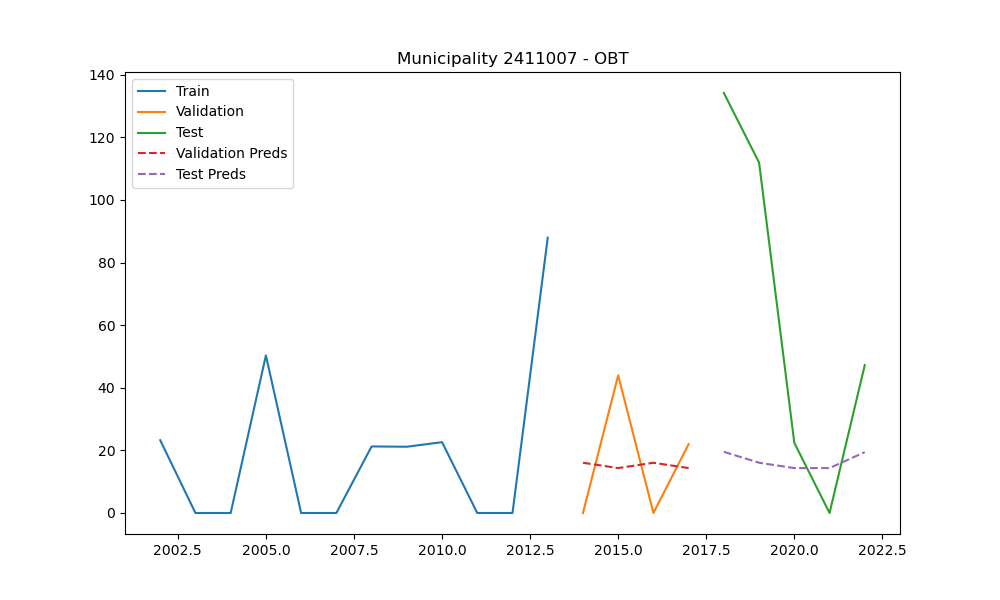 Municipality 2411007 - OBT
Train
Validation
Test
Validation Preds
Test Preds
140
120
100
80
60
40
20
0
2002.5 2005.0 2007.5 2010.0 2012.5 2015.0 2017.5 2020.0 2022.5